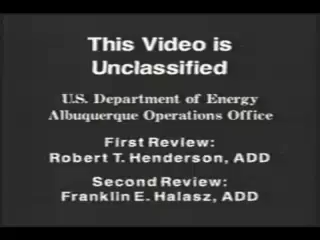 This Video is
Unclassified
U.S. Department of Energy
Albuquerque Operations Office
First Review:
Robert T. Henderson, ADD
Second Review:
Franklin E. Halasz, ADD